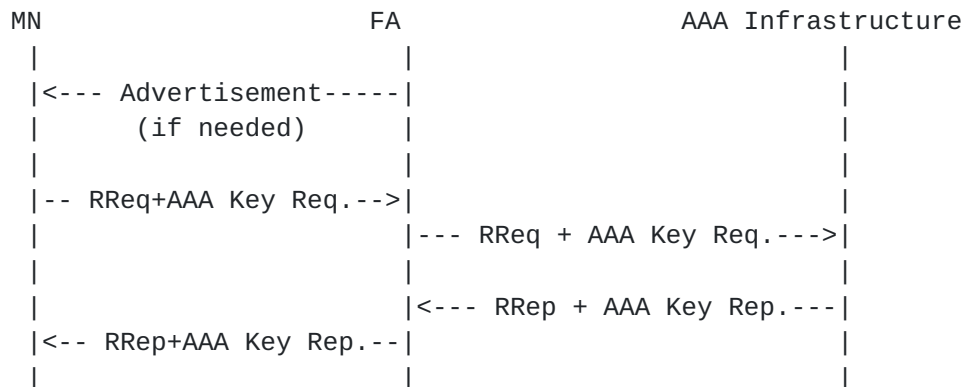 MN                     FA                 AAA Infrastructure
 |                      |                          |
 |<--- Advertisement-----|                          |
 |      (if needed)      |                          |
 |                      |                          |
 |-- RReq+AAA Key Req.-->|                          |
 |                      |--- RReq + AAA Key Req.--->|
 |                      |                          |
 |                      |<--- RRep + AAA Key Rep.---|
 |<-- RRep+AAA Key Rep.--|                          |
 |                      |                          |